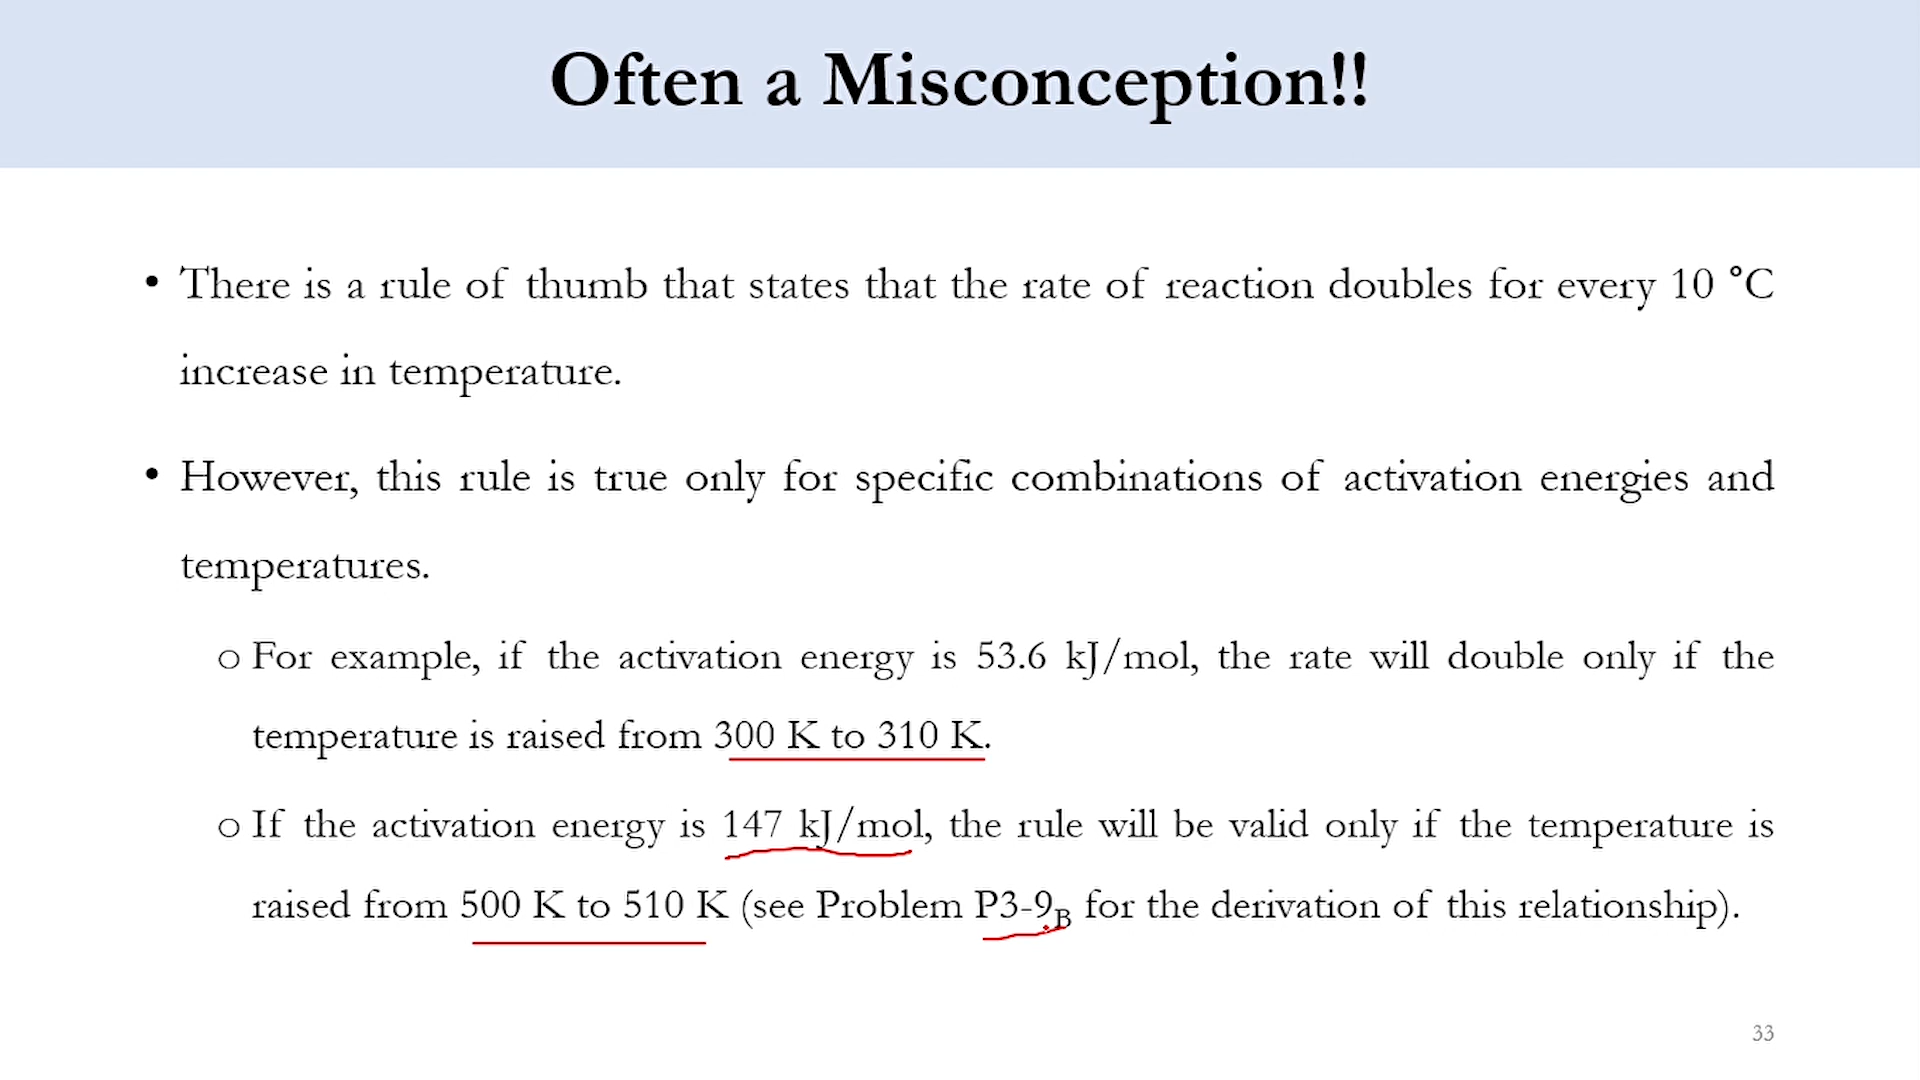 Often a Misconception!!
• There is a rule of thumb that states that the rate of reaction doubles for every 10 °C
increase in temperature.
• However, this rule is true only for specific combinations of activation energies and
temperatures.
o For example, if the activation energy is 53.6 kJ/mol, the rate will double only if the
temperature is raised from 300 K to 310 K.
o If the activation energy is 147 kJ/mol, the rule will be valid only if the temperature is
raised from 500 K to 510 K (see Problem P3-9B for the derivation of this relationship).
33